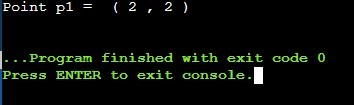 Point p1 =  ( 2 , 2 )
...Program finished with exit code 0
Press ENTER to exit console.